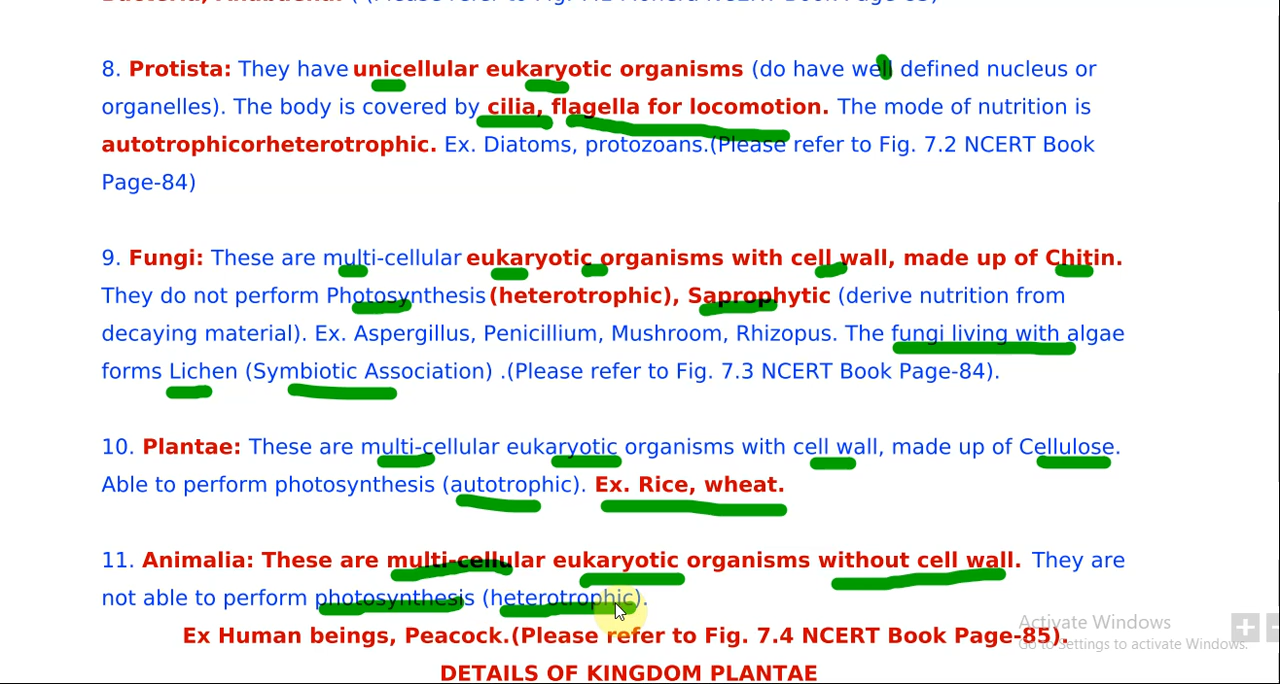 8. Protista: They have unicellular eukaryotic organisms (do have well defined nucleus or
organelles). The body is covered by cilia, flagella for locomotion. The mode of nutrition is
autotrophicorheterotrophic. Ex. Diatoms, protozoans.(Please refer to Fig. 7.2 NCERT Book
Page-84)
9. Fungi: These are multi-cellular eukaryotic organisms with cell wall, made up of Chitin.
They do not perform Photosynthesis (heterotrophic), Saprophytic (derive nutrition from
decaying material). Ex. Aspergillus, Penicillium, Mushroom, Rhizopus. The fungi living with algae
forms Lichen (Symbiotic Association) .(Please refer to Fig. 7.3 NCERT Book Page-84).
10. Plantae: These are multi-cellular eukaryotic organisms with cell wall, made up of Cellulose.
Able to perform photosynthesis (autotrophic). Ex. Rice, wheat.
11. Animalia: These are multi-cellular eukaryotic organisms without cell wall. They are
not able to perform photosynthesis (heterotrophic).
Ex Human beings, Peacock.(Please refer to Fig. 7.4 NCERT Book Page-85).
DETAILS OF KINGDOM PLANTAE
Activate Windows
Go to Settings to activate Windows.